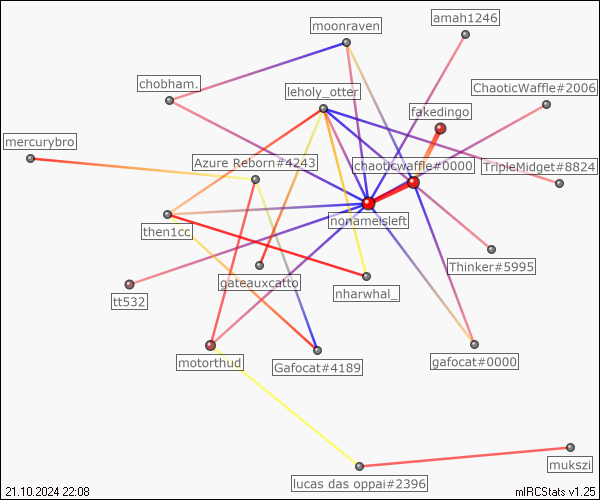 amah1246
moonraven
chobham.
leholy_otter
ChaoticWaffle#2006
fakedingo
mercurybro
Azure Reborn#4243
chaoticwaffle#0000
TripleMidget#8824
nonameisleft
then1cc
Thinker#5995
gateauxcatto
nharwhal_
tt532
motorthud
Gafocat#4189
gafocat#0000
mukszi
lucas das oppai#2396
21.10.2024 22:08
mIRCStats v1.25